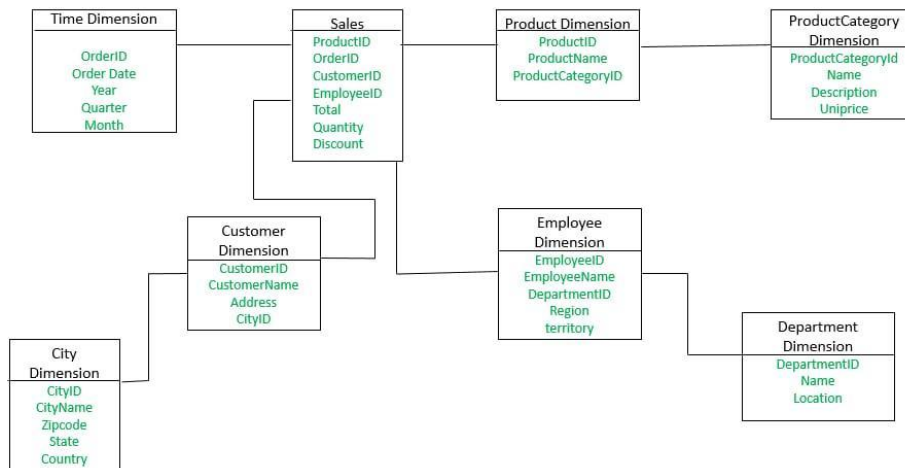 Time Dimension
OrderID
Order Date
Year
Quarter
Month
Sales
ProductID
OrderID
CustomerID
EmployeeID
Total
Quantity
Discount
Product Dimension
ProductID
ProductName
ProductCategoryID
ProductCategory
Dimension
ProductCategoryId
Name
Description
Uniprice
Customer
Dimension
CustomerID
CustomerName
Address
CityID
Employee
Dimension
EmployeeID
EmployeeName
DepartmentID
Region
territory
City
Dimension
CityID
CityName
Zipcode
State
Country
Department
Dimension
DepartmentID
Name
Location